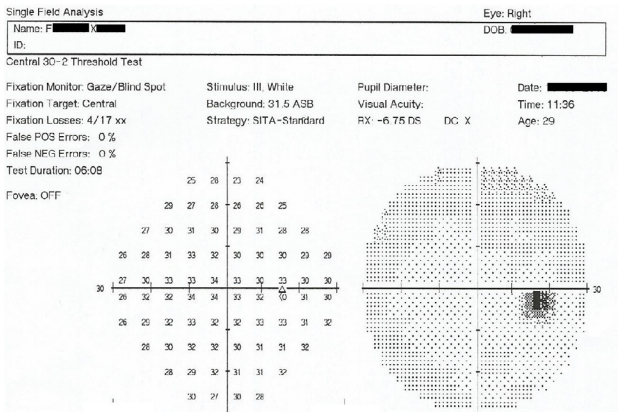 Single Field Analysis Eye: Right
Name: F X DOB:
ID:
Central 30-2 Threshold Test
Fixation Monitor: Gaze/Blind Spot Stimulus: III, White Pupil Diameter: Date:
Fixation Target: Central Background: 31.5 ASB Visual Acuity: Time: 11:36
Fixation Losses: 4/17 xx Strategy: SITA-Standard RX: -6.75 DS DC X Age: 29
False POS Errors: 0 %
False NEG Errors: 0 %
Test Duration: 06:08
Fovea: OFF
25 23 24
29 27 28 26 26 25
27 30 31 30 29 31 28 28
26 28 31 33 32 30 30 30 29 29
27 30 33 33 34 33 30 33 30 30
30 30
26 32 32 34 34 33 32 <0 31 30
26 29 32 33 32 32 33 33 31 32
28 30 32 32 30 31 31 32
28 29 32 31 31 32
30 27 30 28